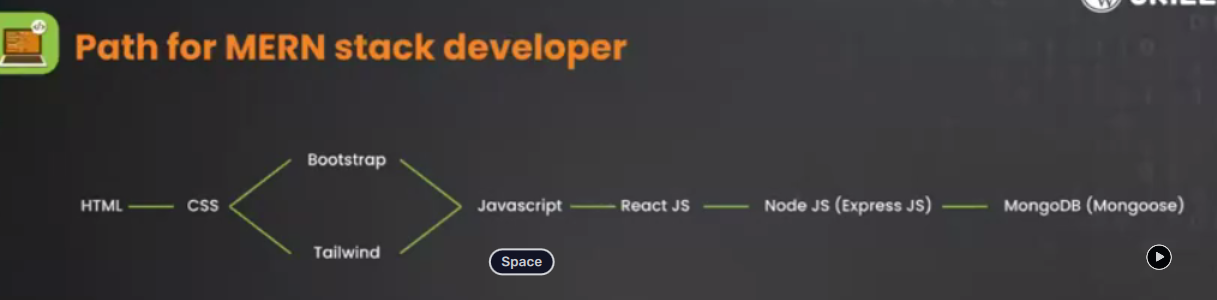 Path for MERN stack developer
Bootstrap
HTML CSS Javascript React JS Node JS (Express JS) MongoDB (Mongoose)
Tailwind
Space